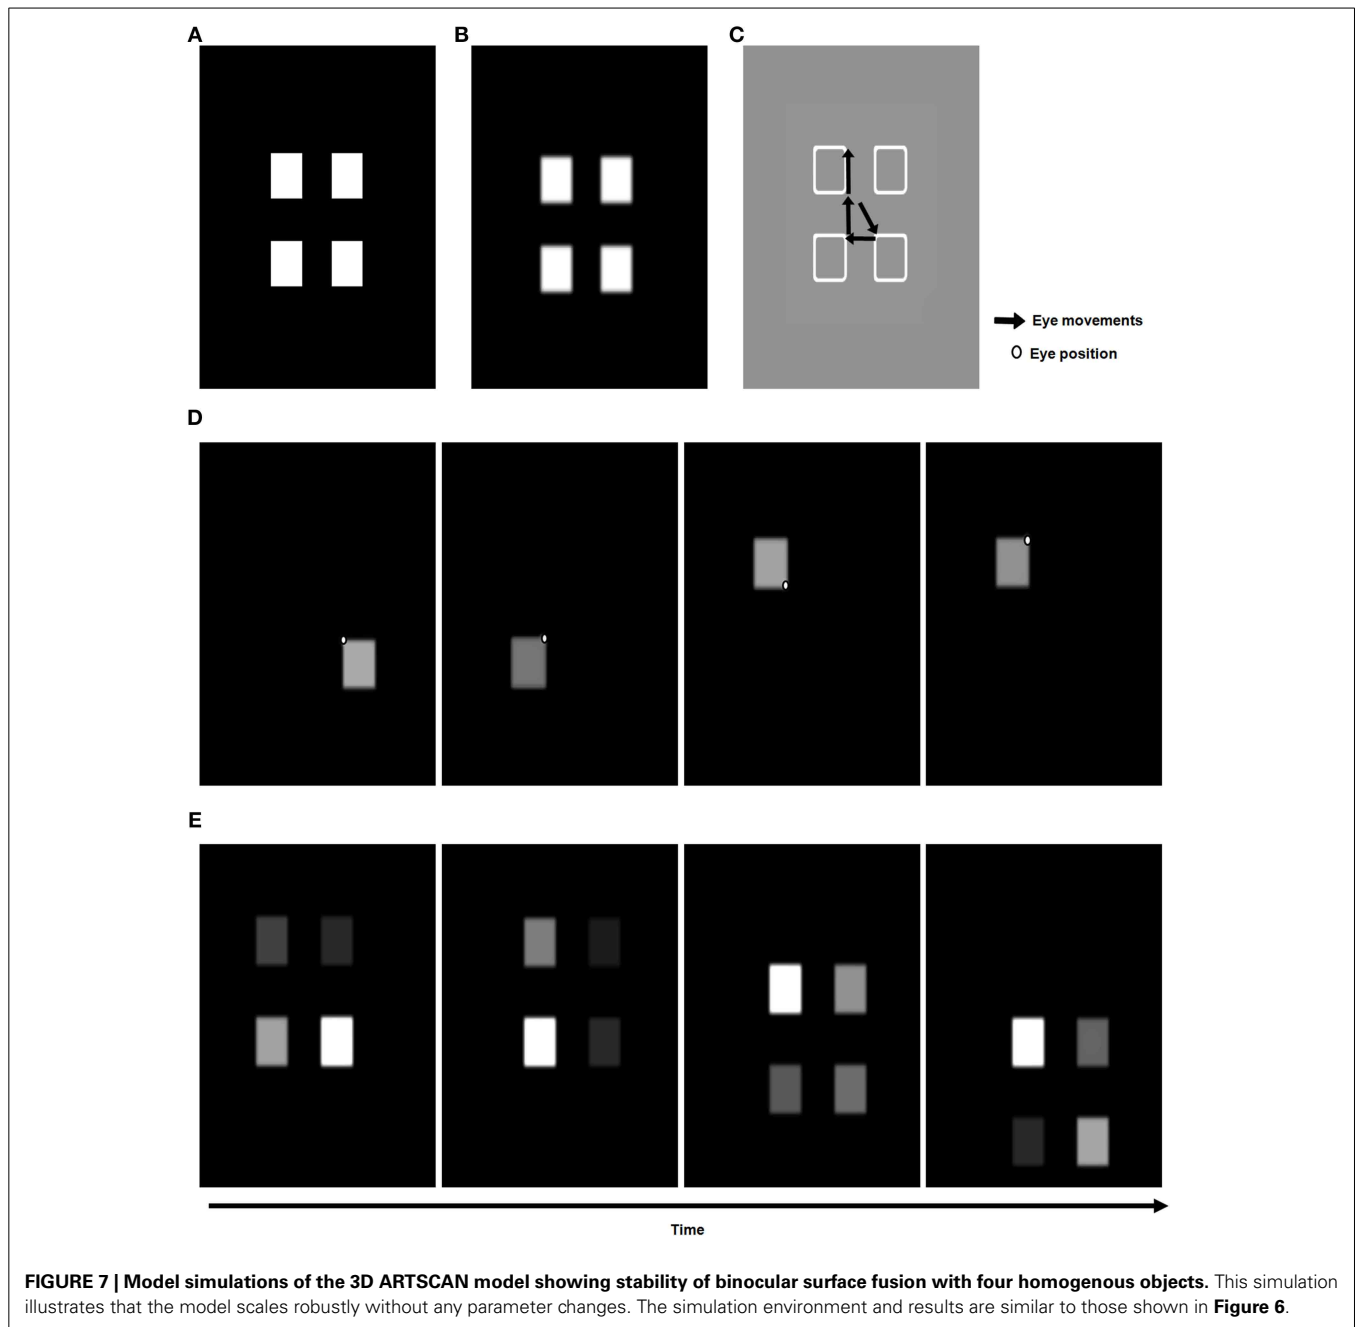 A
B
C
Eye movements
Eye position
D
E
Time
FIGURE 7 | Model simulations of the 3D ARTSCAN model showing stability of binocular surface fusion with four homogenous objects. This simulation
illustrates that the model scales robustly without any parameter changes. The simulation environment and results are similar to those shown in Figure 6.